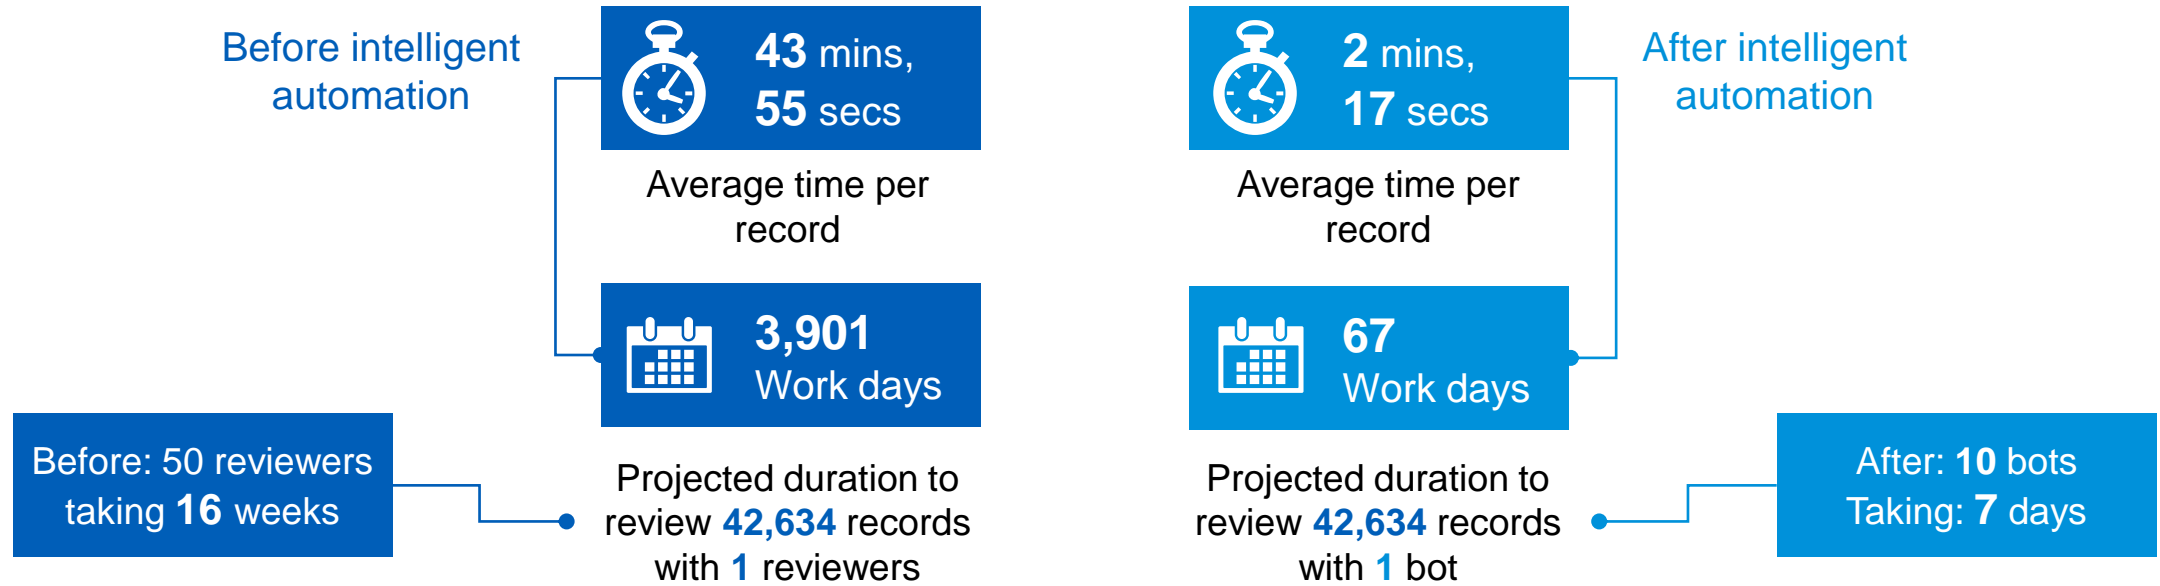 Before intelligent
automation
43 mins,
55 secs
Average time per
record
3,901
Work days
Before: 50 reviewers
taking 16 weeks
Projected duration to
review 42,634 records
with 1 reviewers
2 mins,
17 secs
After intelligent
automation
Average time per
record
67
Work days
Projected duration to
review 42,634 records
with 1 bot
After: 10 bots
Taking: 7 days